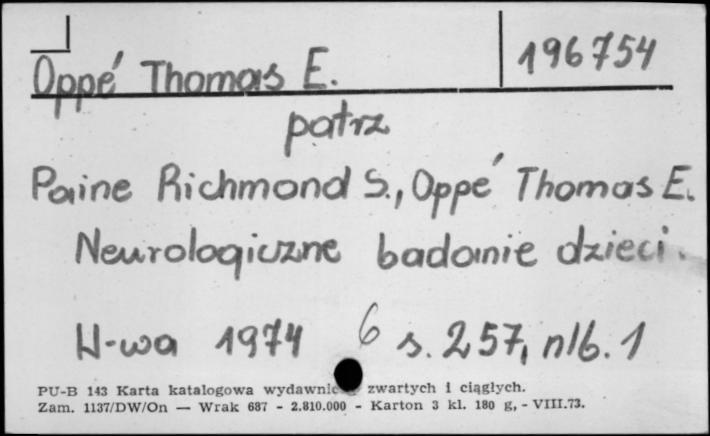 Oppé Thomas E. 196754
patrz
Paine Richmond S., Oppé Thomas E.
Neurologiczne badanie dzieci.
W-wa 1974 6 s. 257, nlb. 1
PU-B 143 Karta katalogowa wydawnic zwartych i ciągłych.
Zam. 1137/DW/On — Wrak 687 - 2.810.000 - Karton 3 kl. 180 g, - VIII.73.